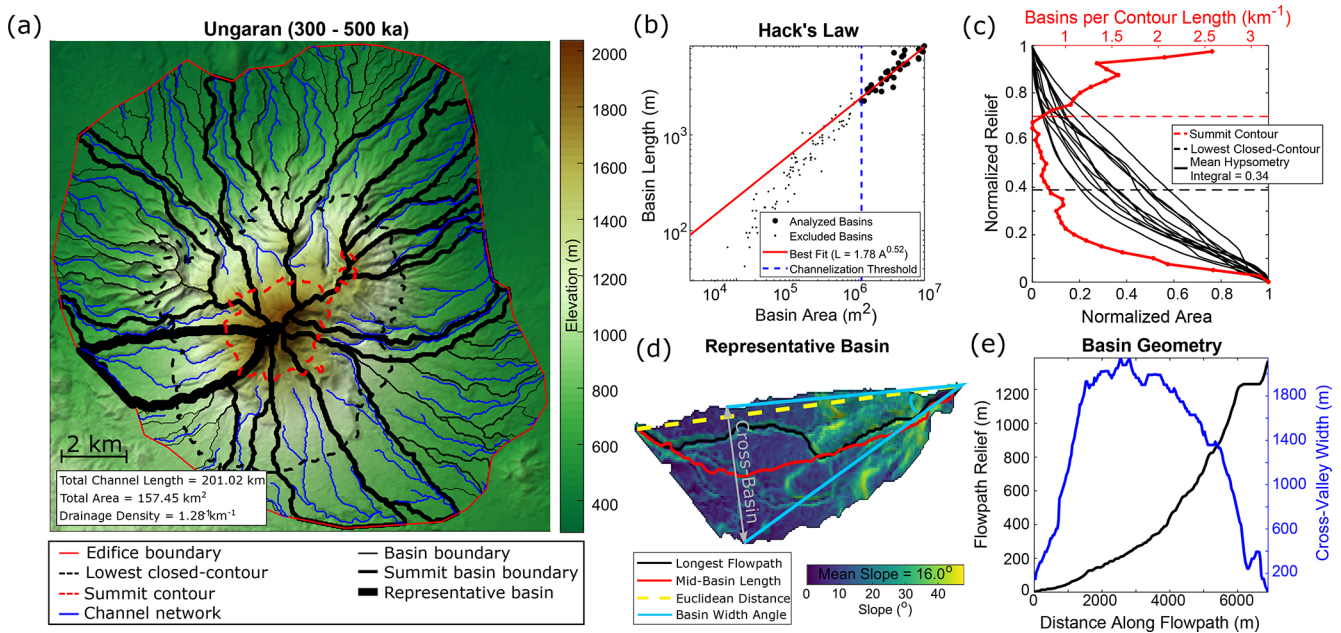 (a)
Ungaran (300 - 500 ka)
2 km
Total Channel Length = 201.02 km
Total Area = 157.45 km²
Drainage Density = 1.28 km⁻¹
2000
1800
1600
1400
1200
1000
800
600
400
Elevation (m)
Edifice boundary
Lowest closed-contour
Summit contour
Channel network
Basin boundary
Summit basin boundary
Representative basin
(b)
Hack's Law
Basin Length (m)
10³
10²
Analyzed Basins
Excluded Basins
Best Fit (L = 1.78 A^0.52)
Channelization Threshold
10⁴ 10⁵ 10⁶ 10⁷
Basin Area (m²)
(c)
Basins per Contour Length (km⁻¹)
1 1.5 2 2.5 3
Normalized Relief
1
0.8
0.6
0.4
0.2
0
Summit Contour
Lowest Closed-Contour
Mean Hypsometry
Integral = 0.34
0 0.2 0.4 0.6 0.8 1
Normalized Area
(d)
Representative Basin
Cross-Basin
Longest Flowpath
Mid-Basin Length
Euclidean Distance
Basin Width Angle
Mean Slope = 16.0°
0 20 40
Slope (°)
(e)
Basin Geometry
Flowpath Relief (m)
1200
1000
800
600
400
200
0
1800
1400
1000
600
200
Cross-Valley Width (m)
0 2000 4000 6000
Distance Along Flowpath (m)